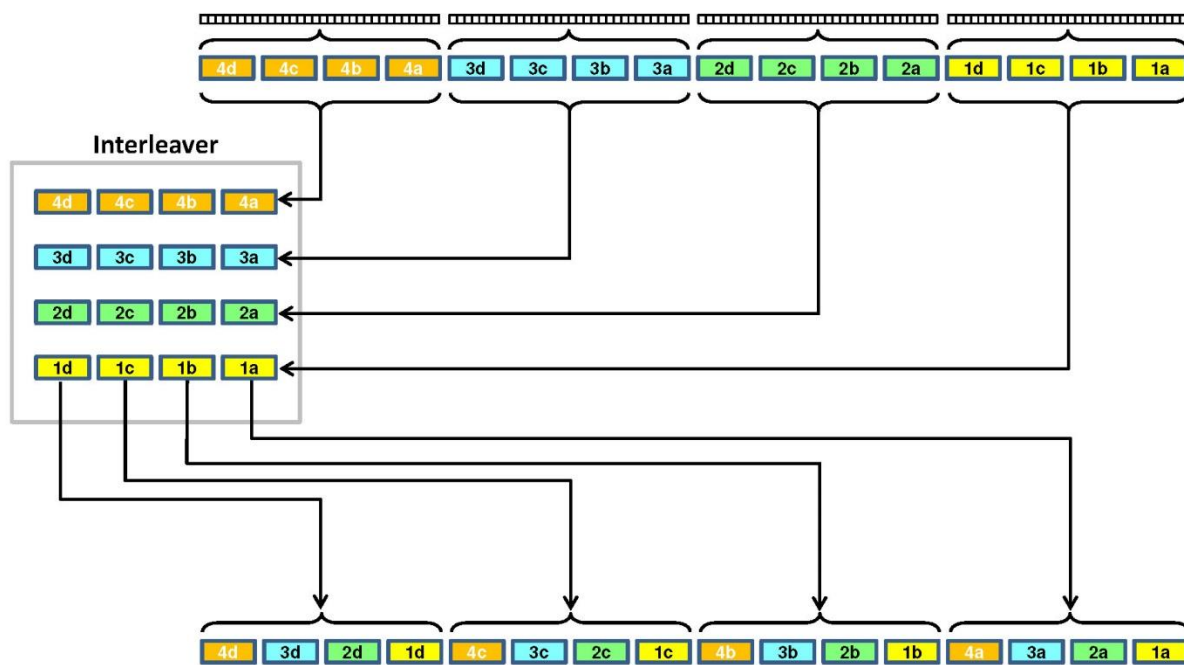 4d 4c 4b 4a 3d 3c 3b 3a 2d 2c 2b 2a 1d 1c 1b 1a
Interleaver
4d 4c 4b 4a
3d 3c 3b 3a
2d 2c 2b 2a
1d 1c 1b 1a
4d 3d 2d 1d 4c 3c 2c 1c 4b 3b 2b 1b 4a 3a 2a 1a